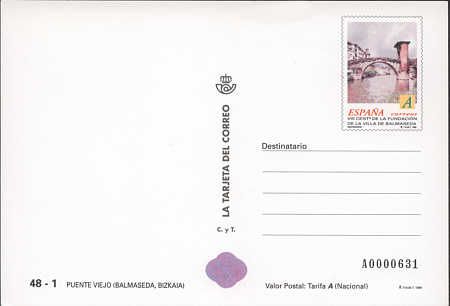 ESPAÑA CORREOS
A
VIII CENTº DE LA FUNDACIÓN
DE LA VILLA DE BALMASEDA
LA TARJETA DEL CORREO
C. y T.
Destinatario
A0000631
48 - 1 PUENTE VIEJO (BALMASEDA, BIZKAIA)
Valor Postal: Tarifa A (Nacional)